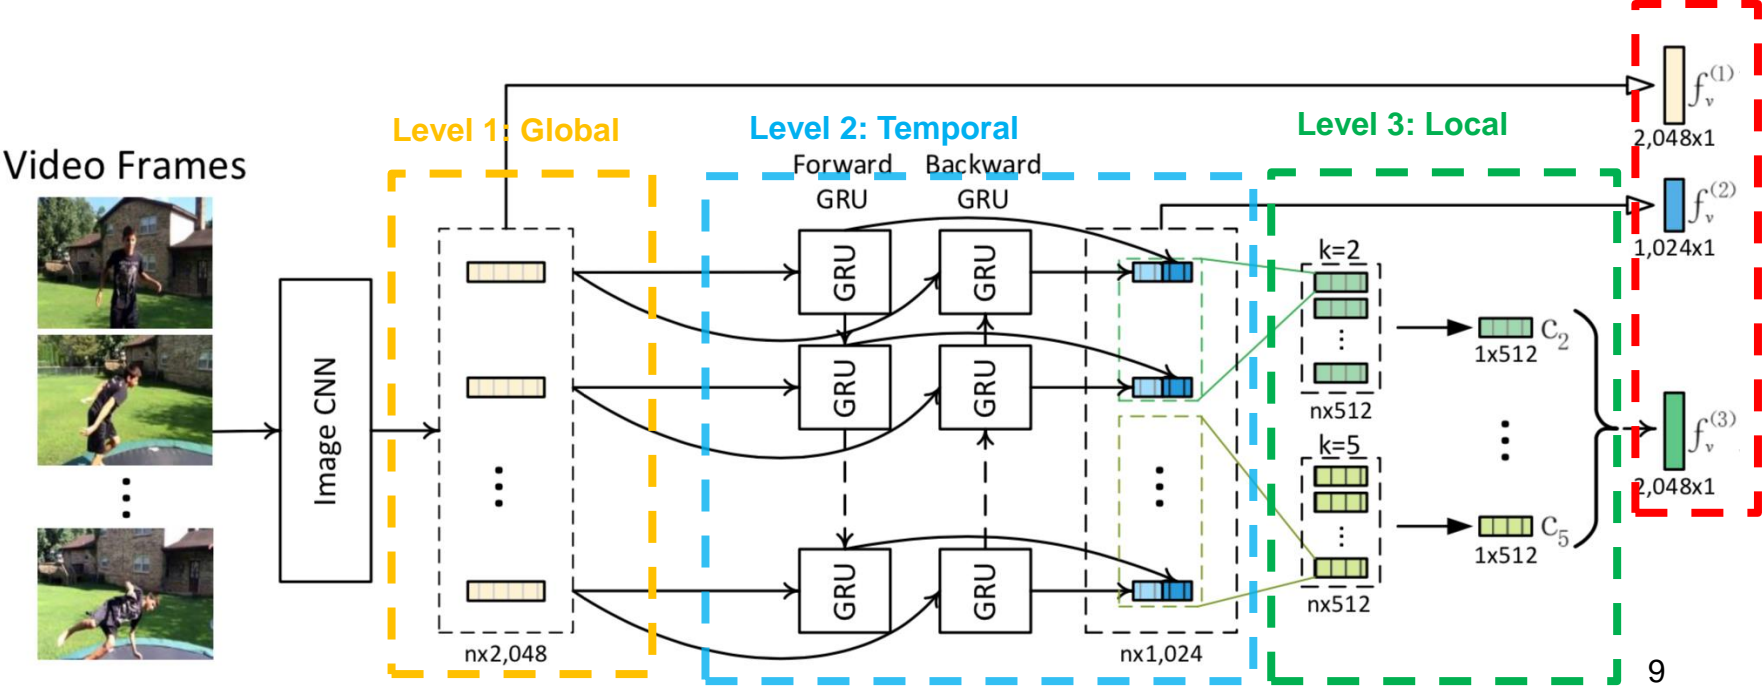 Level 1: Global
Level 2: Temporal
Level 3: Local
Video Frames
Forward GRU
Backward GRU
Image CNN
nx2,048
GRU
GRU
GRU
GRU
GRU
GRU
nx1,024
k=2
nx512
k=5
nx512
1x512
C₂
1x512
C₅
f_v^(1)
2,048x1
f_v^(2)
1,024x1
f_v^(3)
2,048x1
9